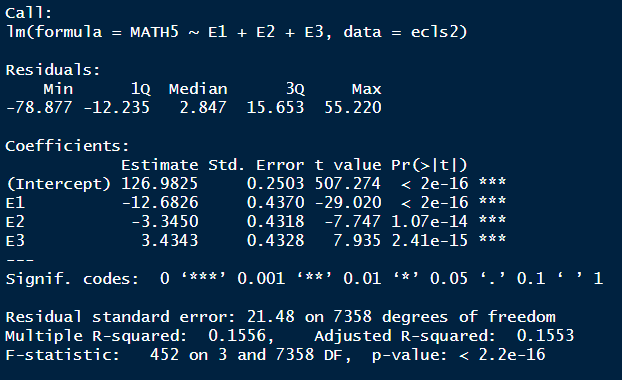 Call:
lm(formula = MATH5 ~ E1 + E2 + E3, data = ecls2)
Residuals:
Min 1Q Median 3Q Max
-78.877 -12.235 2.847 15.653 55.220
Coefficients:
Estimate Std. Error t value Pr(>|t|)
(Intercept) 126.9825 0.2503 507.274 < 2e-16 ***
E1 -12.6826 0.4370 -29.020 < 2e-16 ***
E2 -3.3450 0.4318 -7.747 1.07e-14 ***
E3 3.4343 0.4328 7.935 2.41e-15 ***
---
Signif. codes: 0 ‘***’ 0.001 ‘**’ 0.01 ‘*’ 0.05 ‘.’ 0.1 ‘ ’ 1
Residual standard error: 21.48 on 7358 degrees of freedom
Multiple R-squared: 0.1556, Adjusted R-squared: 0.1553
F-statistic: 452 on 3 and 7358 DF, p-value: < 2.2e-16